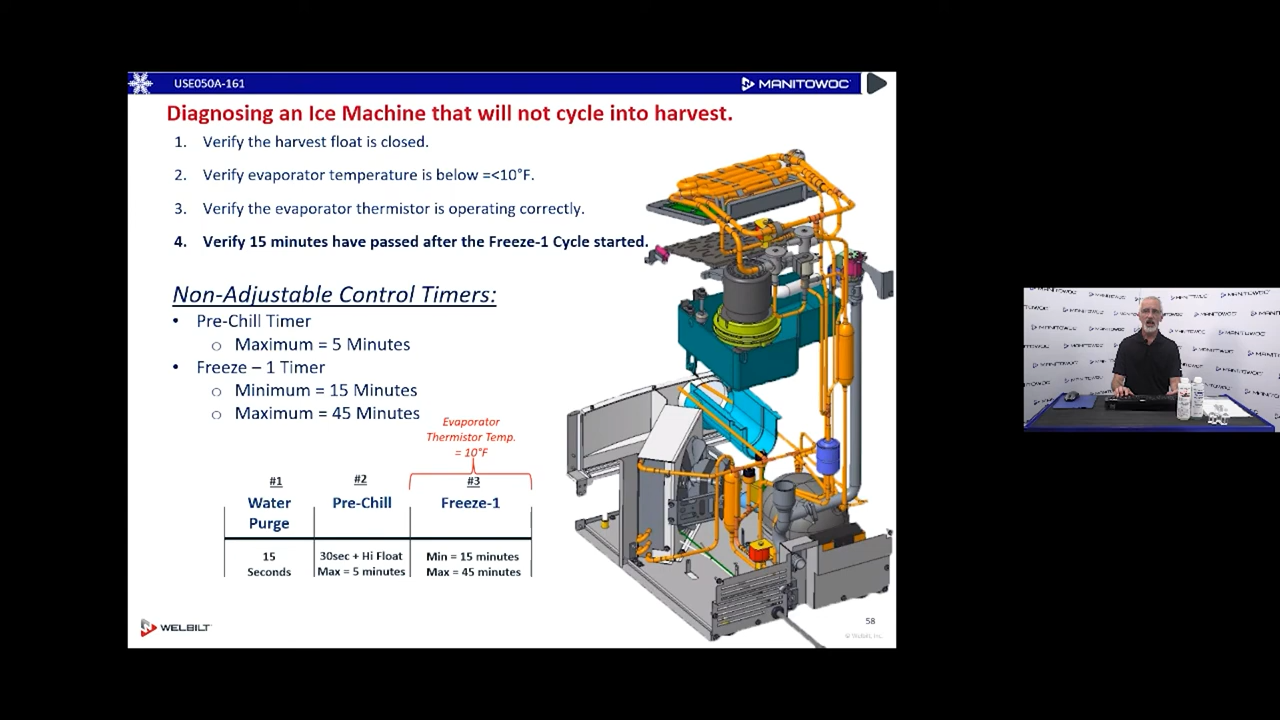 USE050A-161
MANITOWOC
Diagnosing an Ice Machine that will not cycle into harvest.
1. Verify the harvest float is closed.
2. Verify evaporator temperature is below =<10°F.
3. Verify the evaporator thermistor is operating correctly.
4. Verify 15 minutes have passed after the Freeze-1 Cycle started.
Non-Adjustable Control Timers:
• Pre-Chill Timer
o Maximum = 5 Minutes
• Freeze – 1 Timer
o Minimum = 15 Minutes
o Maximum = 45 Minutes
Evaporator
Thermistor Temp.
= 10°F
#1 #2 #3
Water Pre-Chill Freeze-1
Purge
15 30sec + Hi Float Min = 15 minutes
Seconds Max = 5 minutes Max = 45 minutes
WELBILT
58
© Welbilt, Inc.
MANITOWOC